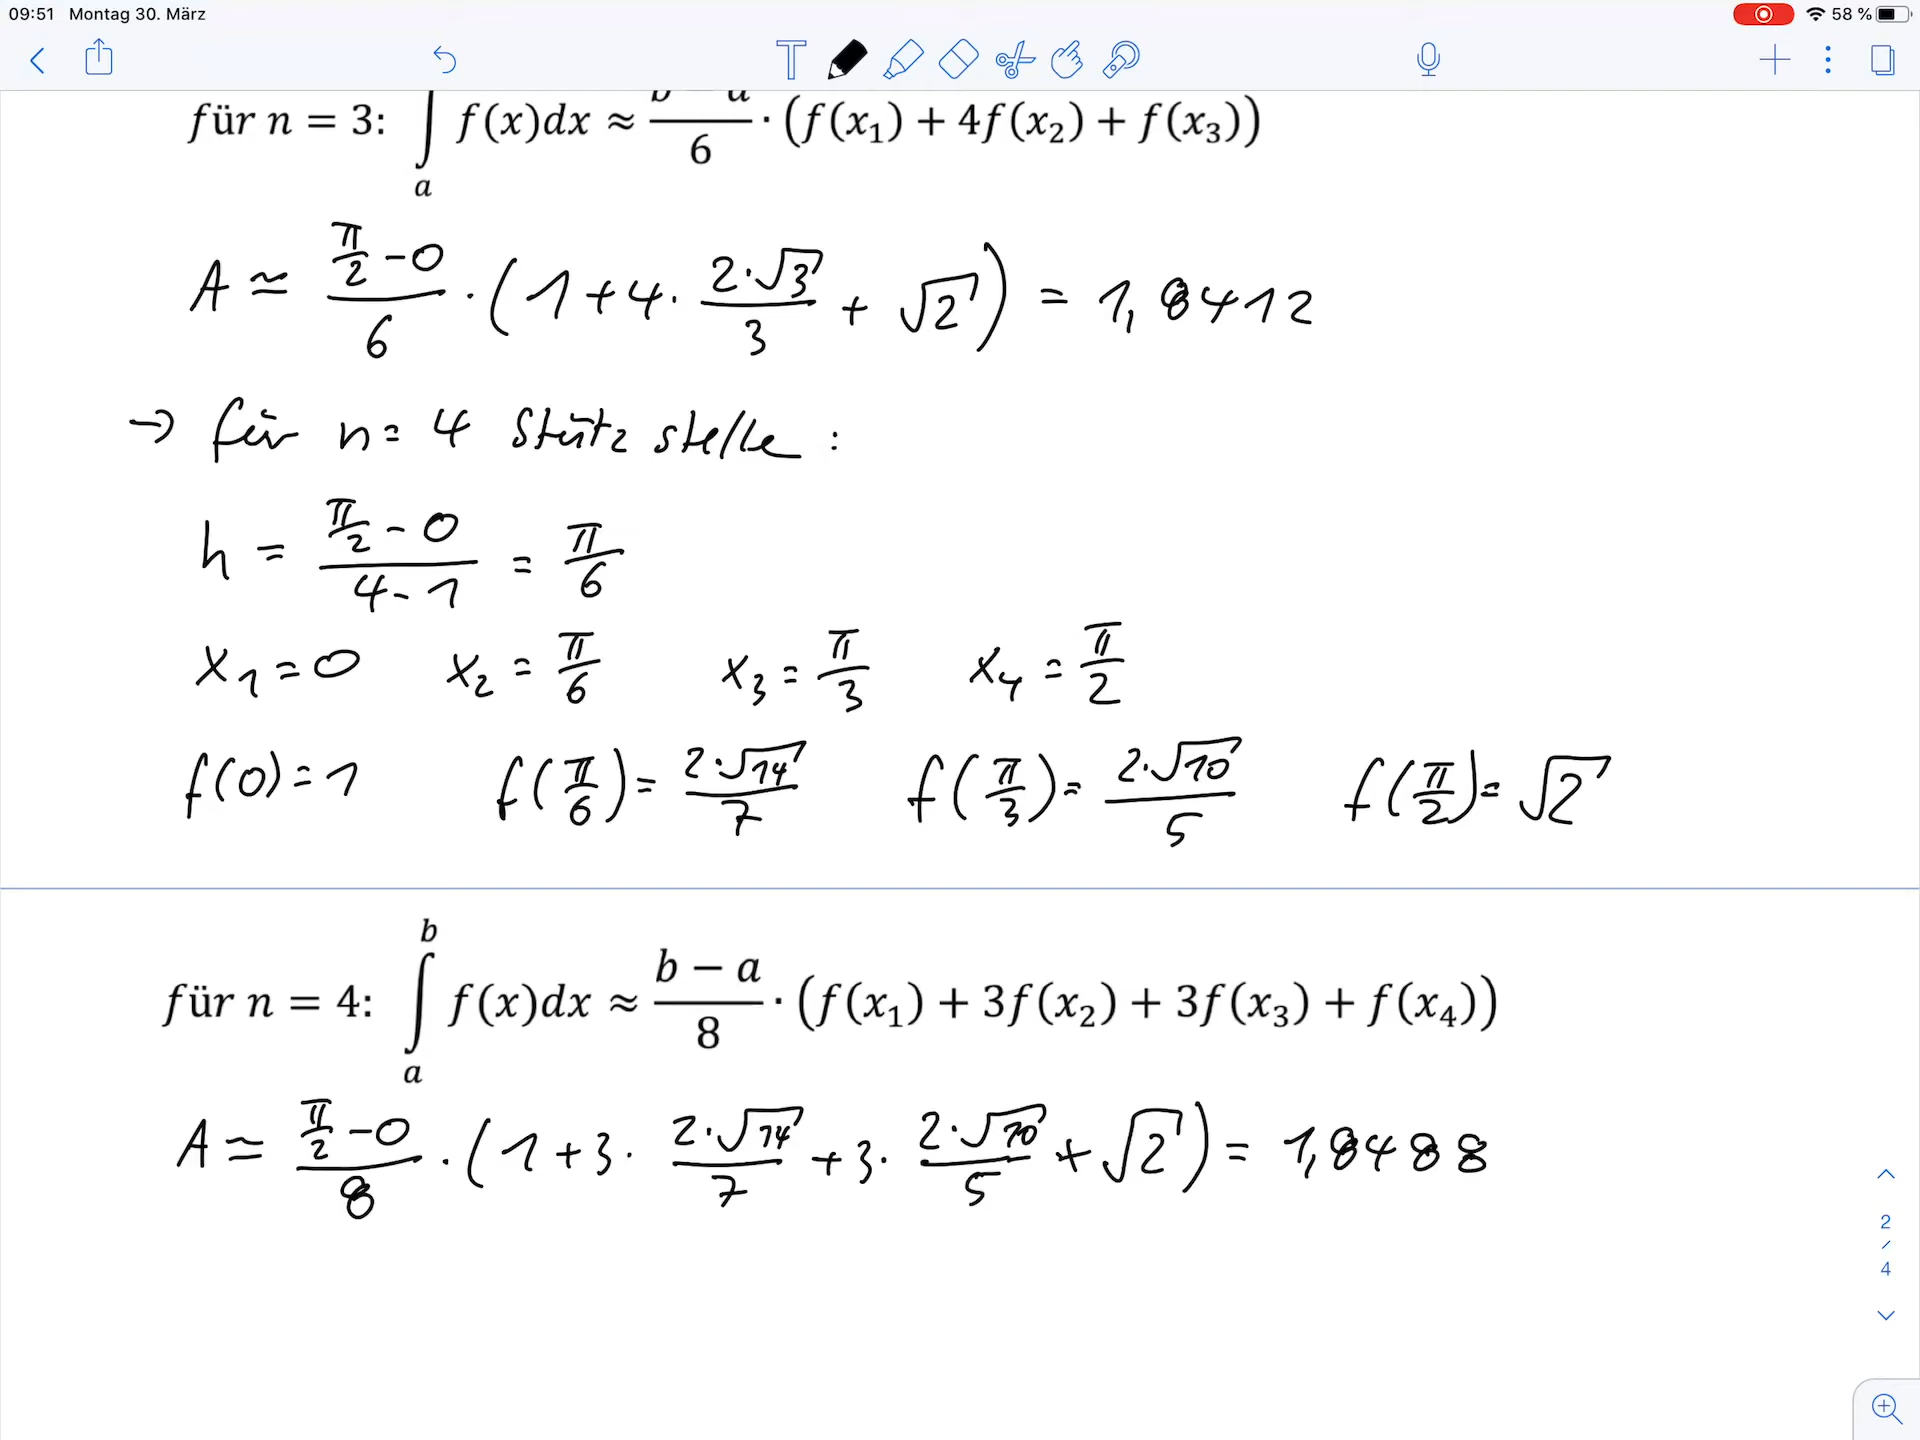 09:51 Montag 30. März 58 %
für n = 3: ∫ₐ f(x)dx ≈ (b − a)/6 · (f(x₁) + 4f(x₂) + f(x₃))
A ≃ (π/2 − 0)/6 · (1 + 4 · (2·√3)/3 + √2) = 1,8412
→ für n = 4 Stützstelle:
h = (π/2 − 0)/(4 − 1) = π/6
x₁ = 0 x₂ = π/6 x₃ = π/3 x₄ = π/2
f(0) = 1 f(π/6) = (2·√14)/7 f(π/3) = (2·√10)/5 f(π/2) = √2
für n = 4: ∫ₐᵇ f(x)dx ≈ (b − a)/8 · (f(x₁) + 3f(x₂) + 3f(x₃) + f(x₄))
A ≃ (π/2 − 0)/8 · (1 + 3 · (2·√14)/7 + 3 · (2·√10)/5 + √2) = 1,8488
2
/
4